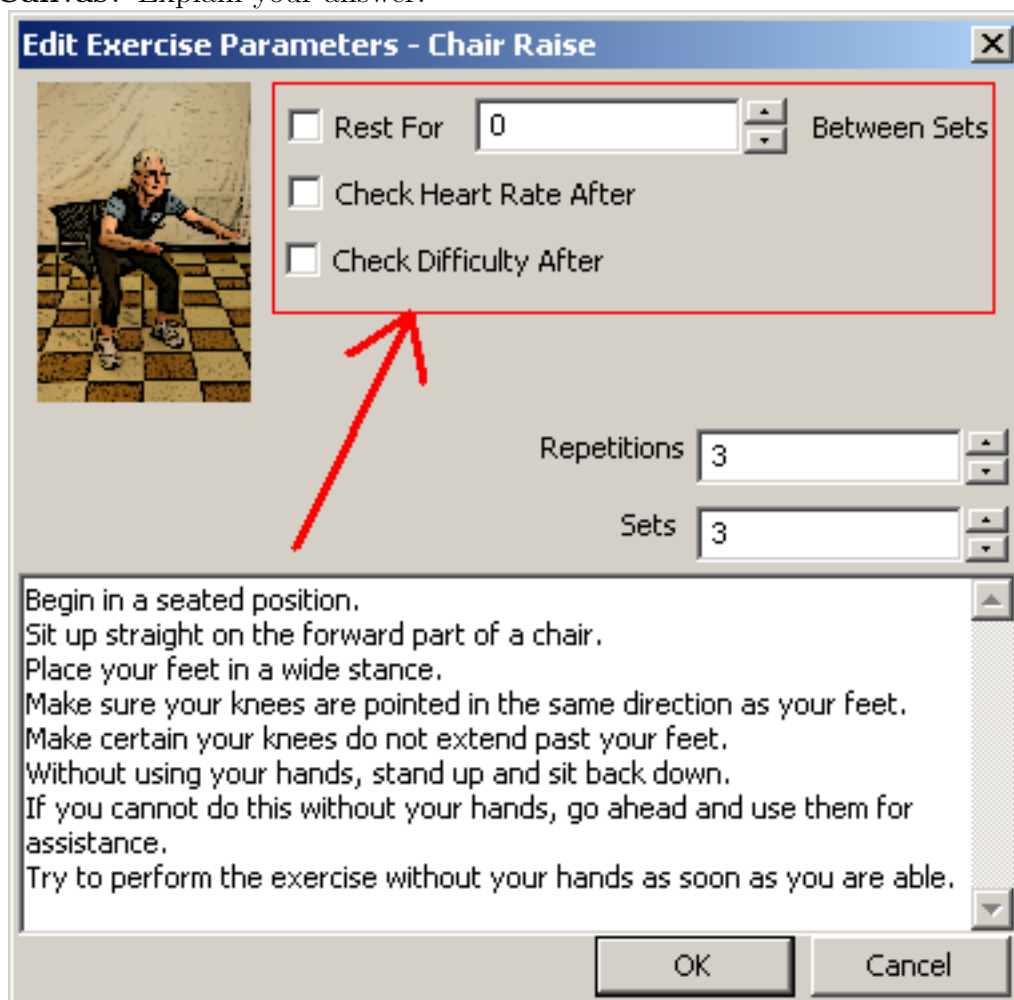 Explain your answer.
Edit Exercise Parameters - Chair Raise
Rest For 0 Between Sets
Check Heart Rate After
Check Difficulty After
Repetitions 3
Sets 3
Begin in a seated position.
Sit up straight on the forward part of a chair.
Place your feet in a wide stance.
Make sure your knees are pointed in the same direction as your feet.
Make certain your knees do not extend past your feet.
Without using your hands, stand up and sit back down.
If you cannot do this without your hands, go ahead and use them for
assistance.
Try to perform the exercise without your hands as soon as you are able.
OK Cancel